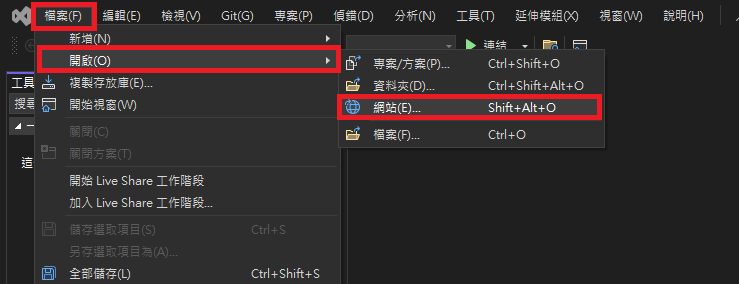 檔案(F) 編輯(E) 檢視(V) Git(G) 專案(P) 偵錯(D) 分析(N) 工具(T) 延伸模組(X) 視窗(W) 說明(H)
新增(N)
開啟(O)
複製存放庫(E)...
開始視窗(W)
關閉(C)
關閉方案(T)
開始 Live Share 工作階段
加入 Live Share 工作階段...
儲存選取項目(S) Ctrl+S
另存選取項目為(A)...
全部儲存(L) Ctrl+Shift+S
連結
專案/方案(P)... Ctrl+Shift+O
資料夾(D)... Ctrl+Shift+Alt+O
網站(E)... Shift+Alt+O
檔案(F)... Ctrl+O
工具
搜尋
一
這